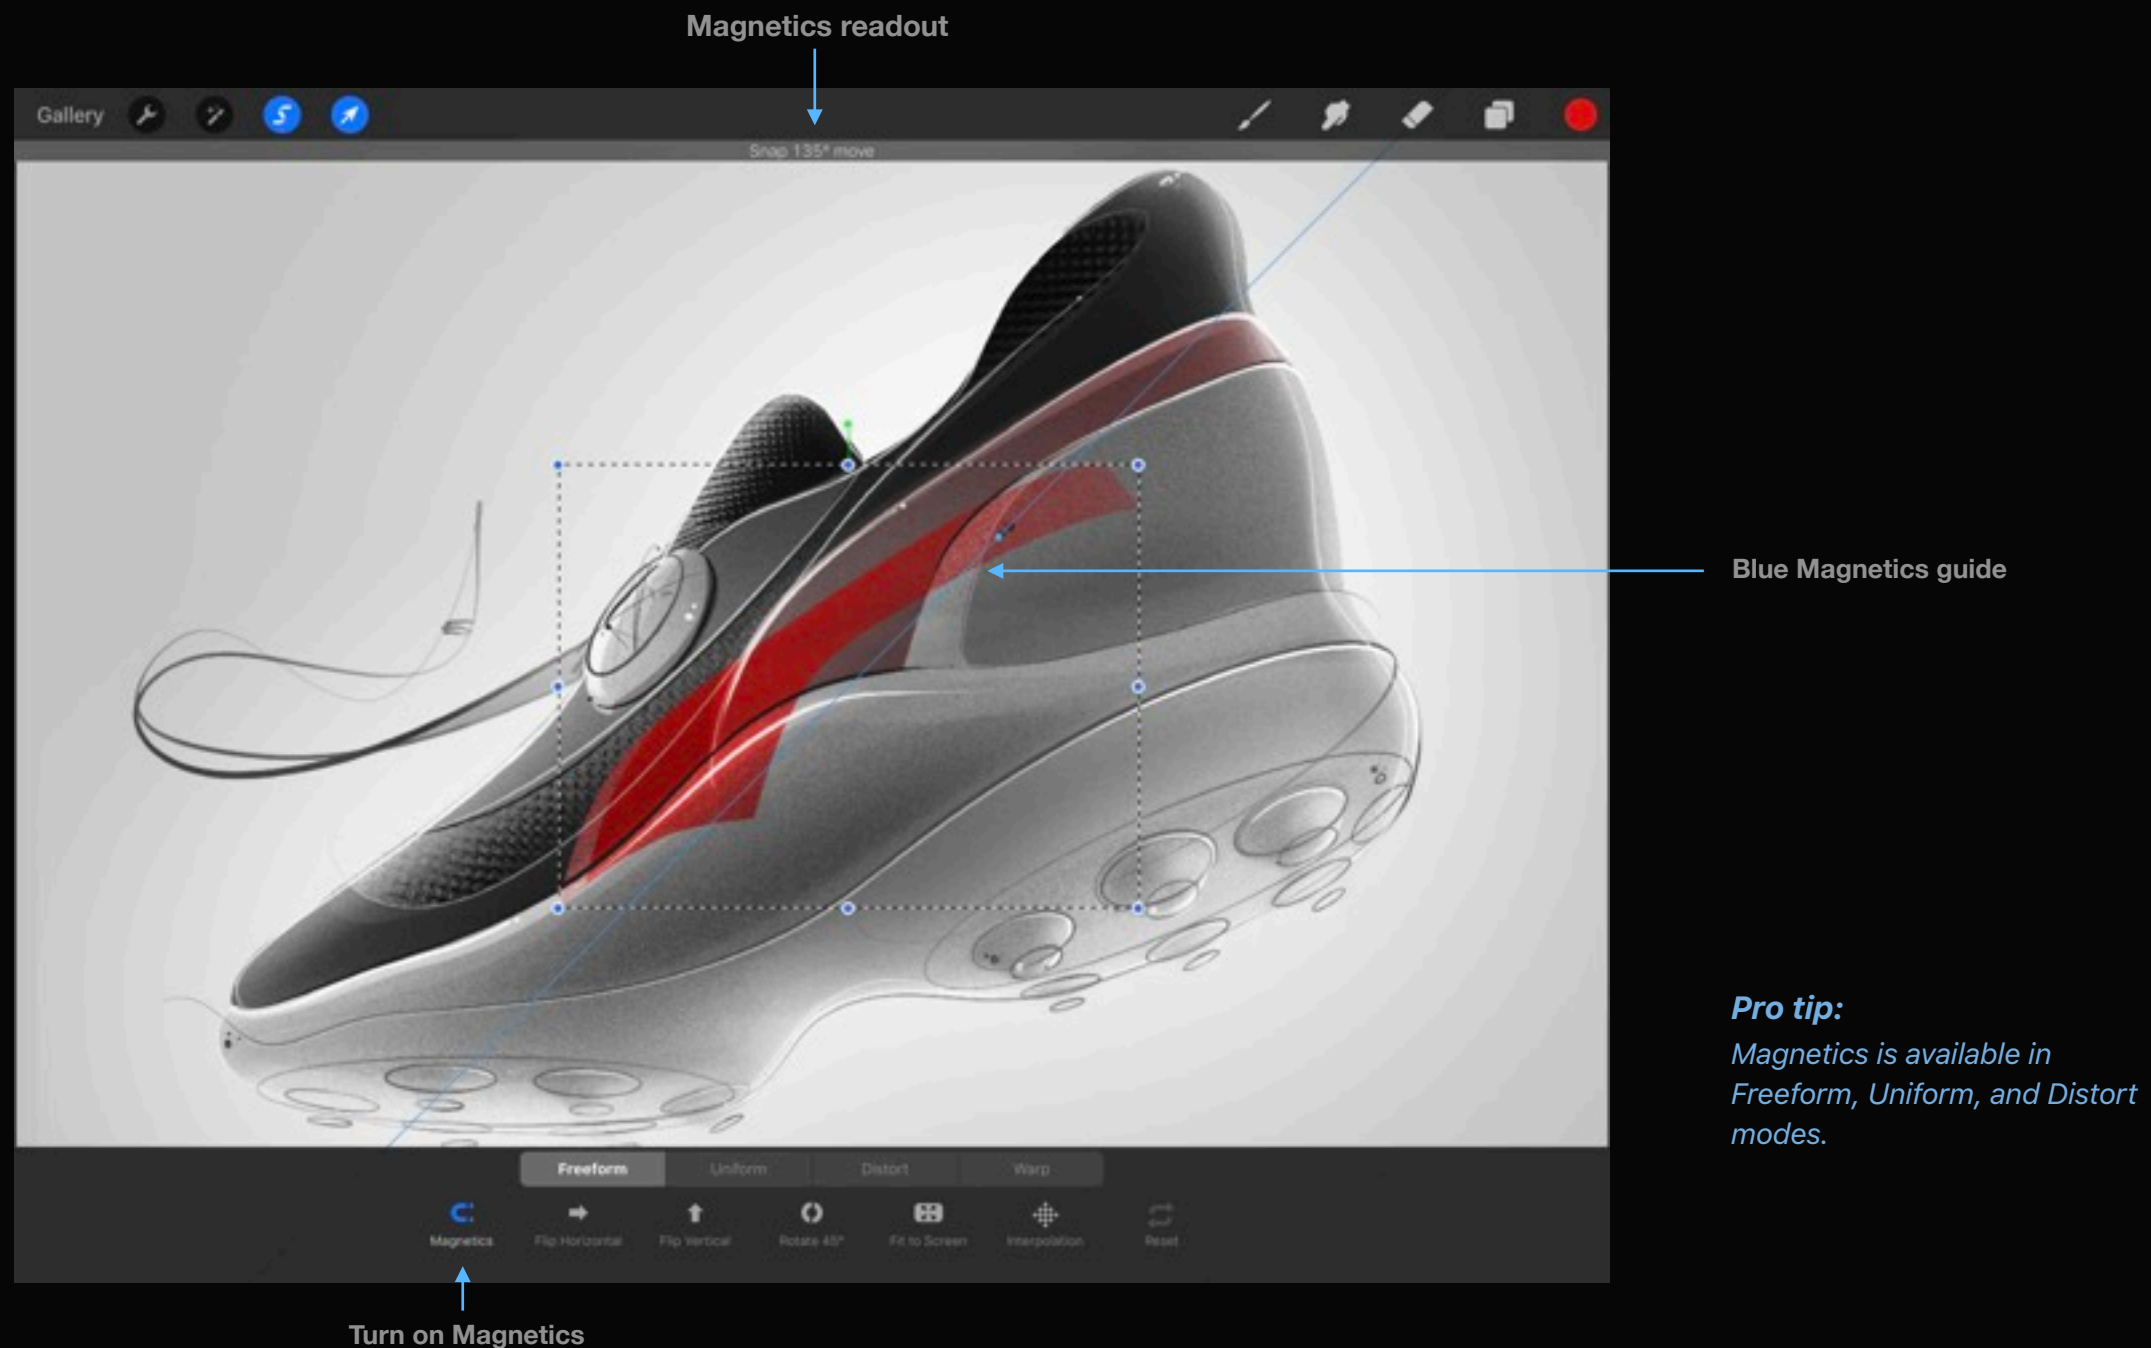 Magnetics readout
Gallery
Snap 135° move
Blue Magnetics guide
Pro tip:
Magnetics is available in
Freeform, Uniform, and Distort
modes.
Freeform Uniform Distort Warp
Magnetics Flip Horizontal Flip Vertical Rotate 45° Fit to Screen Interpolation Reset
Turn on Magnetics